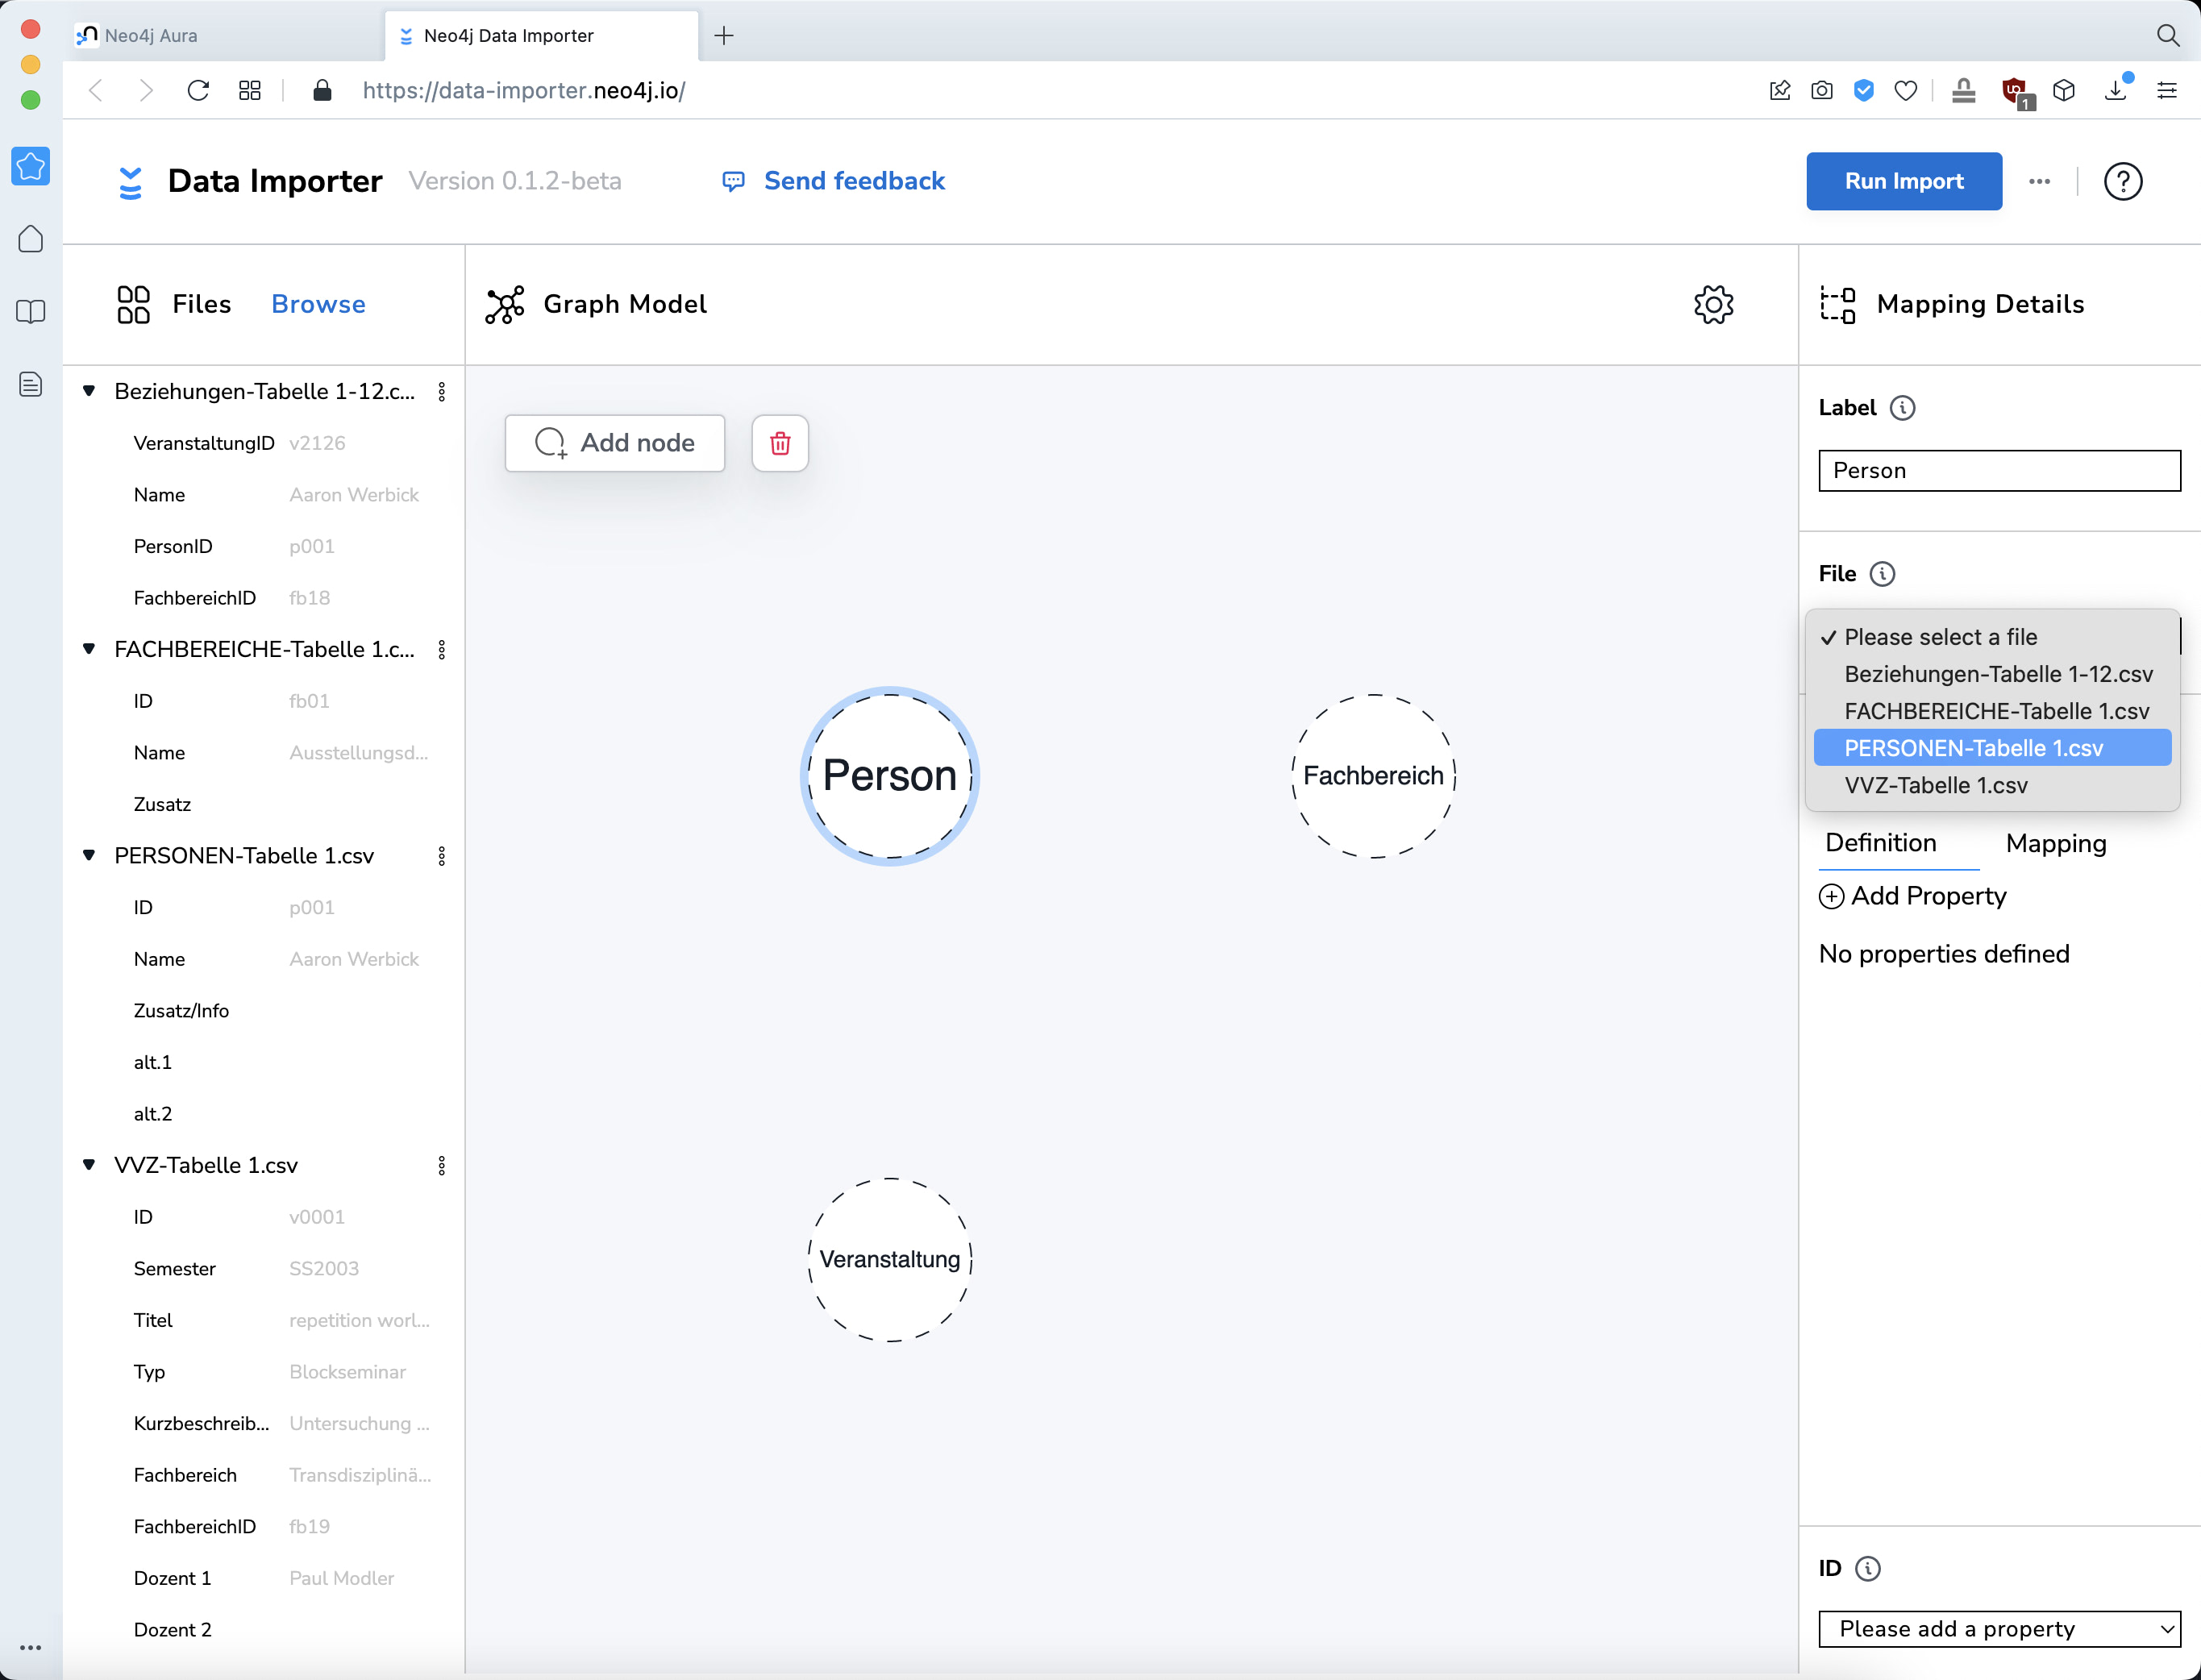 Neo4j Aura
Neo4j Data Importer
https://data-importer.neo4j.io/
1
Data Importer Version 0.1.2-beta
Send feedback
Run Import
Files Browse
Graph Model
Mapping Details
Beziehungen-Tabelle 1-12.c...
VeranstaltungID v2126
Name Aaron Werbick
PersonID p001
FachbereichID fb18
FACHBEREICHE-Tabelle 1.c...
ID fb01
Name Ausstellungsd...
Zusatz
PERSONEN-Tabelle 1.csv
ID p001
Name Aaron Werbick
Zusatz/Info
alt.1
alt.2
VVZ-Tabelle 1.csv
ID v0001
Semester SS2003
Titel repetition worl...
Typ Blockseminar
Kurzbeschreib... Untersuchung ...
Fachbereich Transdisziplinä...
FachbereichID fb19
Dozent 1 Paul Modler
Dozent 2
Add node
Person
Fachbereich
Veranstaltung
Label
Person
File
✓ Please select a file
Beziehungen-Tabelle 1-12.csv
FACHBEREICHE-Tabelle 1.csv
PERSONEN-Tabelle 1.csv
VVZ-Tabelle 1.csv
Definition Mapping
Add Property
No properties defined
ID
Please add a property